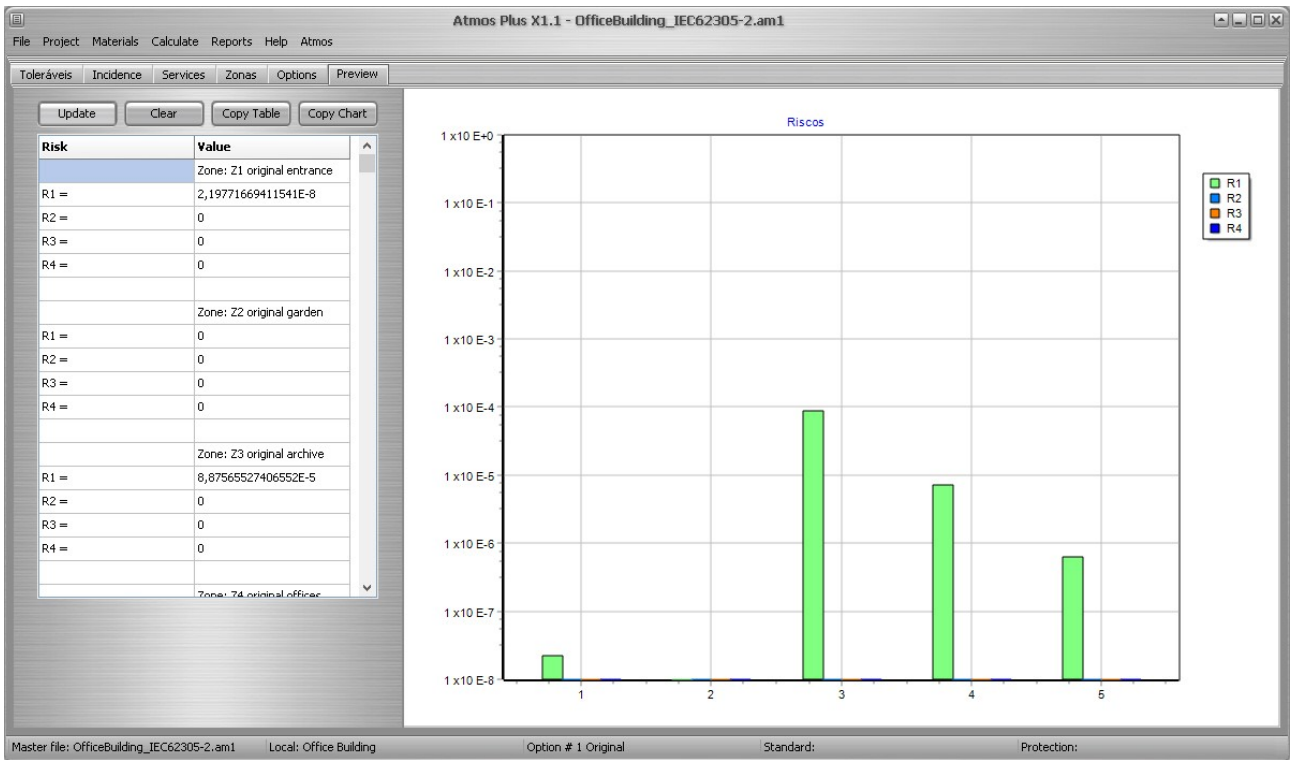 Atmos Plus X1.1 - OfficeBuilding_IEC62305-2.am1
File Project Materials Calculate Reports Help Atmos
Toleráveis Incidence Services Zonas Options Preview
Update Clear Copy Table Copy Chart
Risk Value
Zone: Z1 original entrance
R1 = 2,19771669411541E-8
R2 = 0
R3 = 0
R4 = 0
Zone: Z2 original garden
R1 = 0
R2 = 0
R3 = 0
R4 = 0
Zone: Z3 original archive
R1 = 8,87565527406552E-5
R2 = 0
R3 = 0
R4 = 0
Zone: Z4 original offices
Riscos
1 x10 E+0
1 x10 E-1
1 x10 E-2
1 x10 E-3
1 x10 E-4
1 x10 E-5
1 x10 E-6
1 x10 E-7
1 x10 E-8
1 2 3 4 5
R1
R2
R3
R4
Master file: OfficeBuilding_IEC62305-2.am1 Local: Office Building Option # 1 Original Standard: Protection: